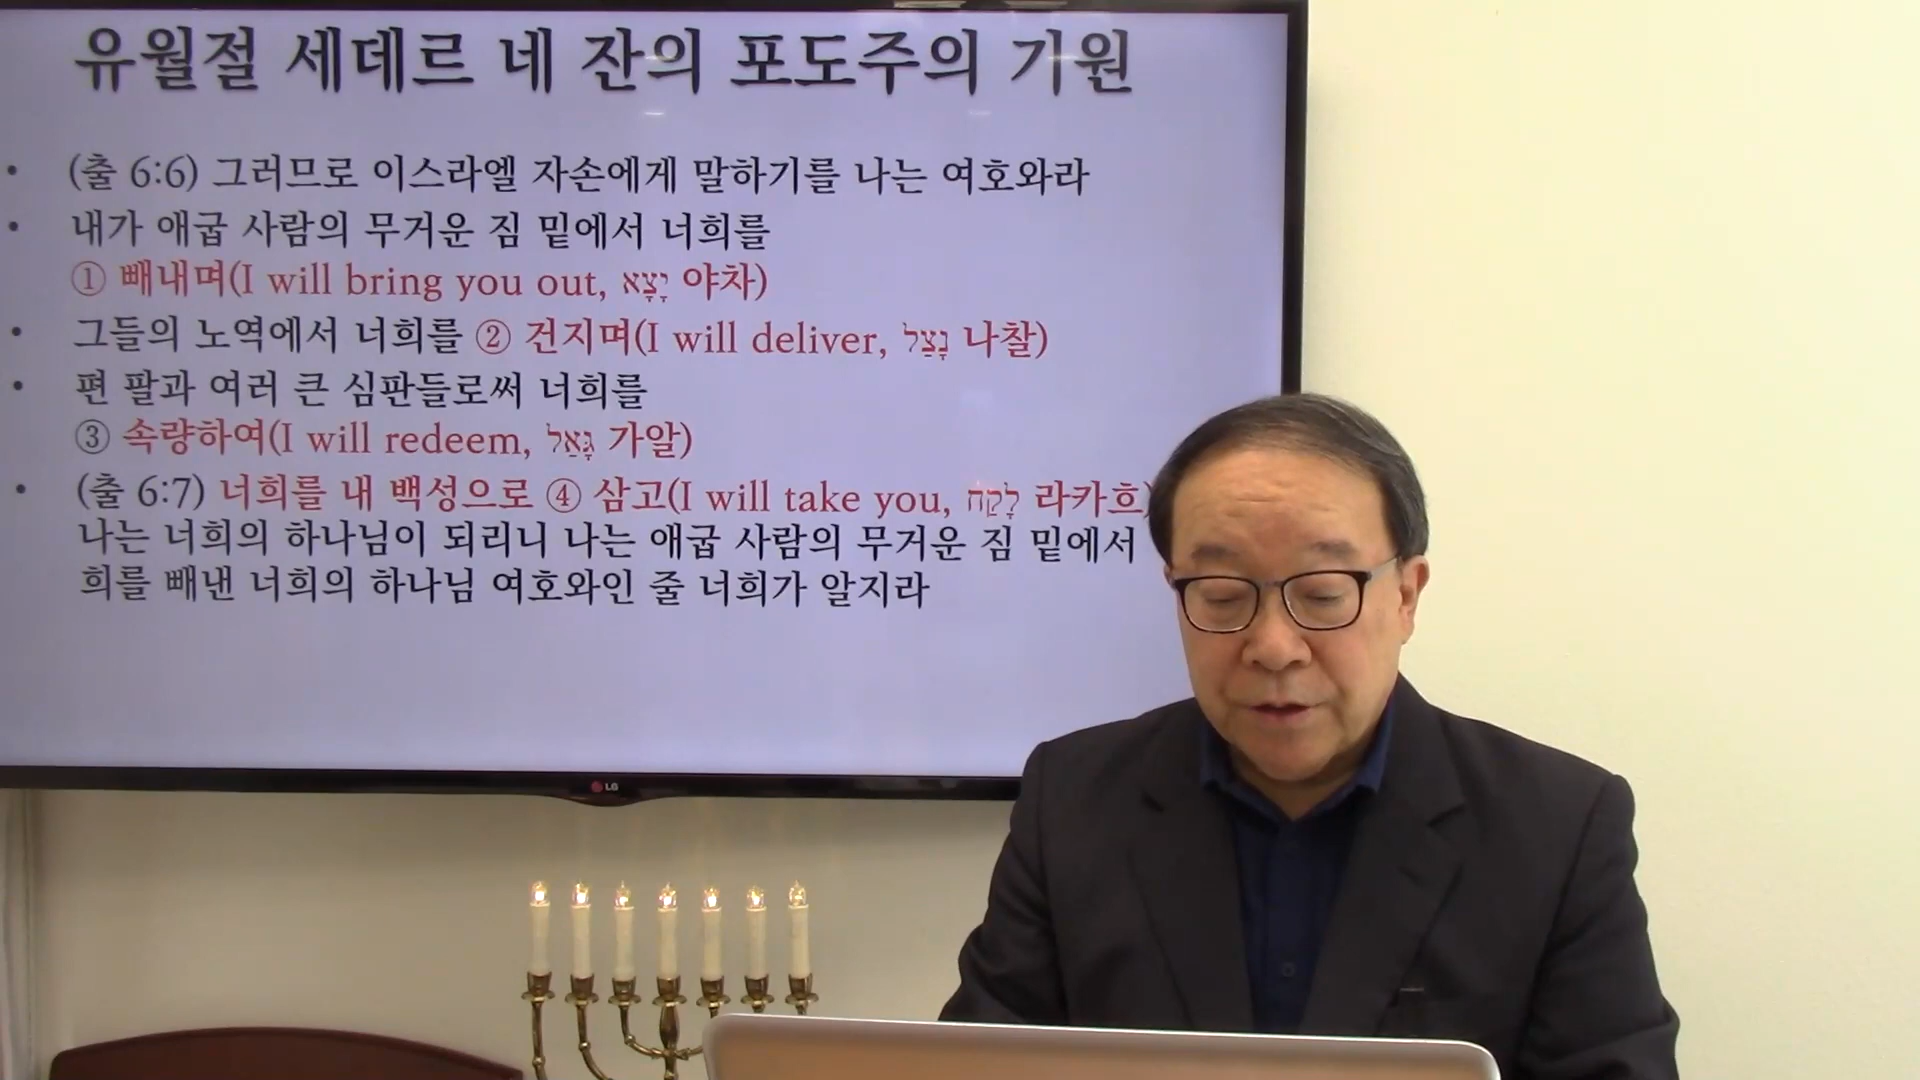 유월절 세데르 네 잔의 포도주의 기원
• (출 6:6) 그러므로 이스라엘 자손에게 말하기를 나는 여호와라
• 내가 애굽 사람의 무거운 짐 밑에서 너희를
① 빼내며(I will bring you out, יָצָא 야차)
• 그들의 노역에서 너희를 ② 건지며(I will deliver, נָצַל 나찰)
• 편 팔과 여러 큰 심판들로써 너희를
③ 속량하여(I will redeem, גָּאַל 가알)
• (출 6:7) 너희를 내 백성으로 ④ 삼고(I will take you, לָקַח 라카흐)
나는 너희의 하나님이 되리니 나는 애굽 사람의 무거운 짐 밑에서
희를 빼낸 너희의 하나님 여호와인 줄 너희가 알지라
LG